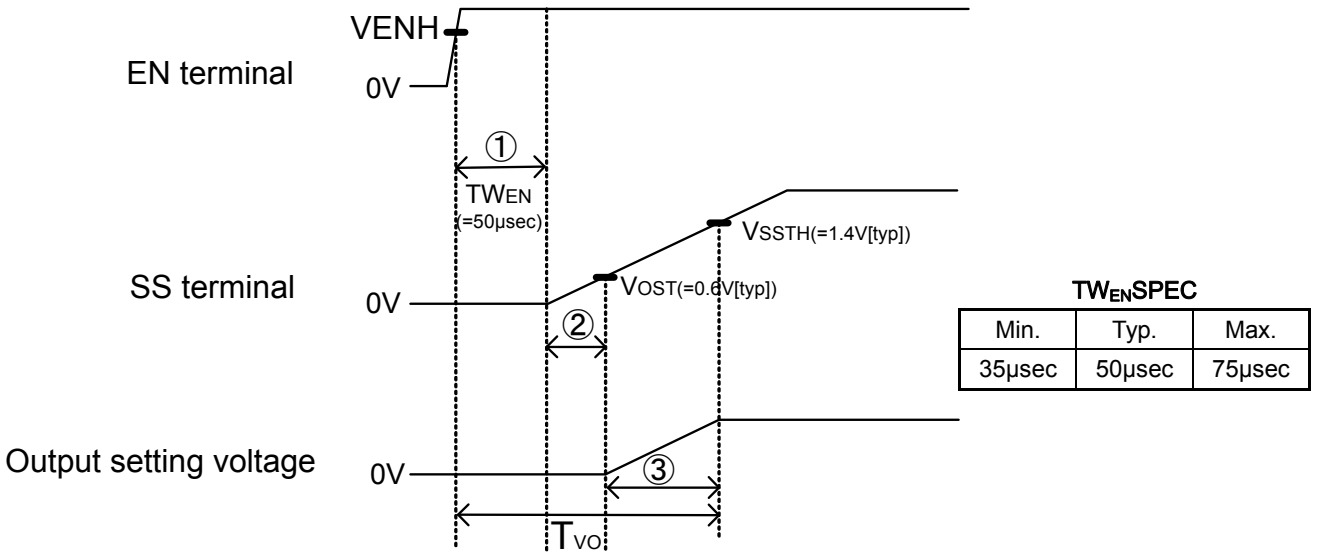 VENH
EN terminal
0V
①
TWEN
(=50µsec)
VSSTH(=1.4V[typ])
SS terminal
0V
VOST(=0.6V[typ])
②
TWENSPEC
Min. Typ. Max.
35µsec 50µsec 75µsec
Output setting voltage
0V
③
TVO